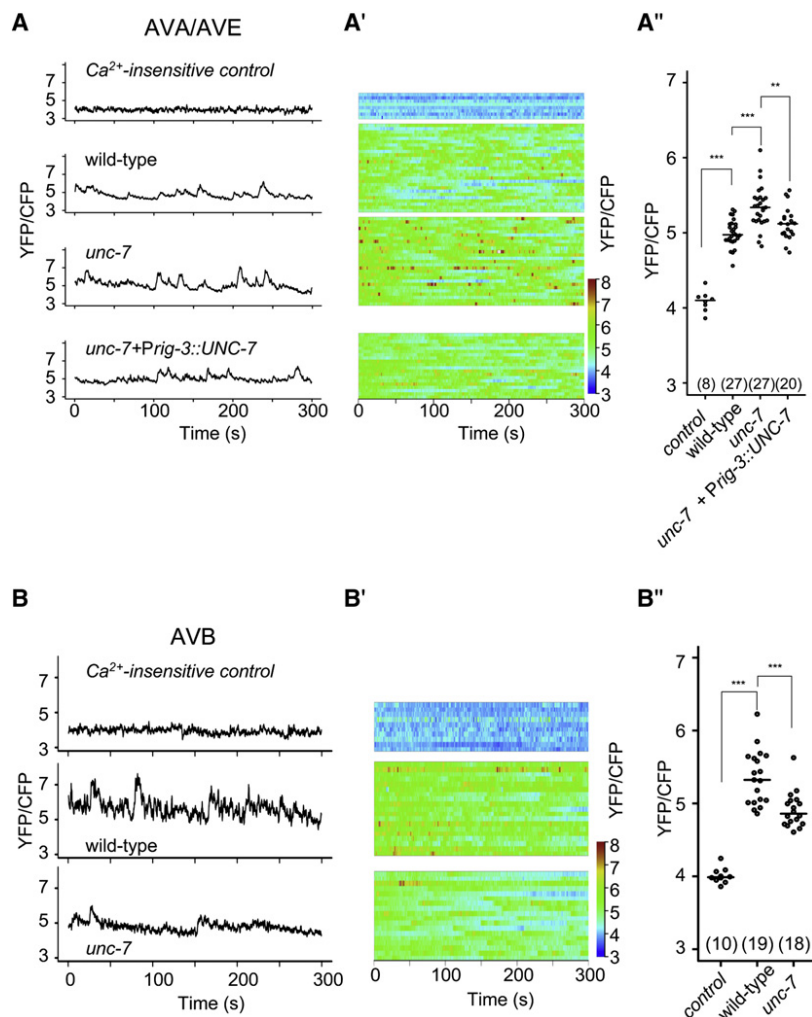 A
AVA/AVE
A'
A"
Ca²⁺-insensitive control
7
5
3
wild-type
7
5
3
YFP/CFP
unc-7
7
5
3
unc-7+Prig-3::UNC-7
7
5
3
0 100 200 300
Time (s)
0 100 200 300
Time (s)
YFP/CFP
8
7
6
5
4
3
YFP/CFP
7
6
5
4
3
***
***
**
(8) (27) (27) (20)
control
wild-type
unc-7
unc-7 + Prig-3::UNC-7
B
AVB
B'
B"
Ca²⁺-insensitive control
7
5
3
YFP/CFP
7
5
3
wild-type
7
5
3
unc-7
0 100 200 300
Time (s)
0 100 200 300
Time (s)
YFP/CFP
8
7
6
5
4
3
YFP/CFP
7
6
5
4
3
***
***
(10) (19) (18)
control
wild-type
unc-7